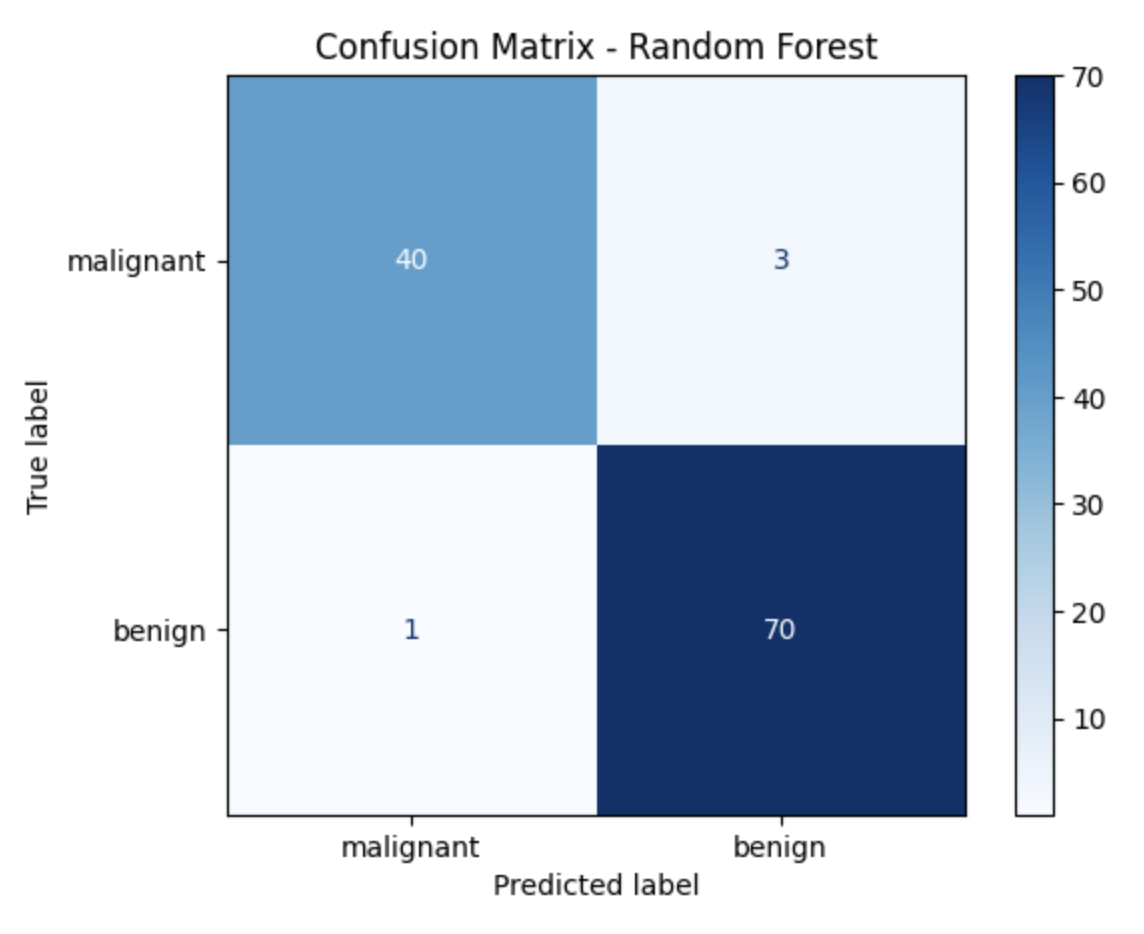 Confusion Matrix - Random Forest
70
60
50
40
30
20
10
True label
malignant
40
3
benign
1
70
malignant
benign
Predicted label